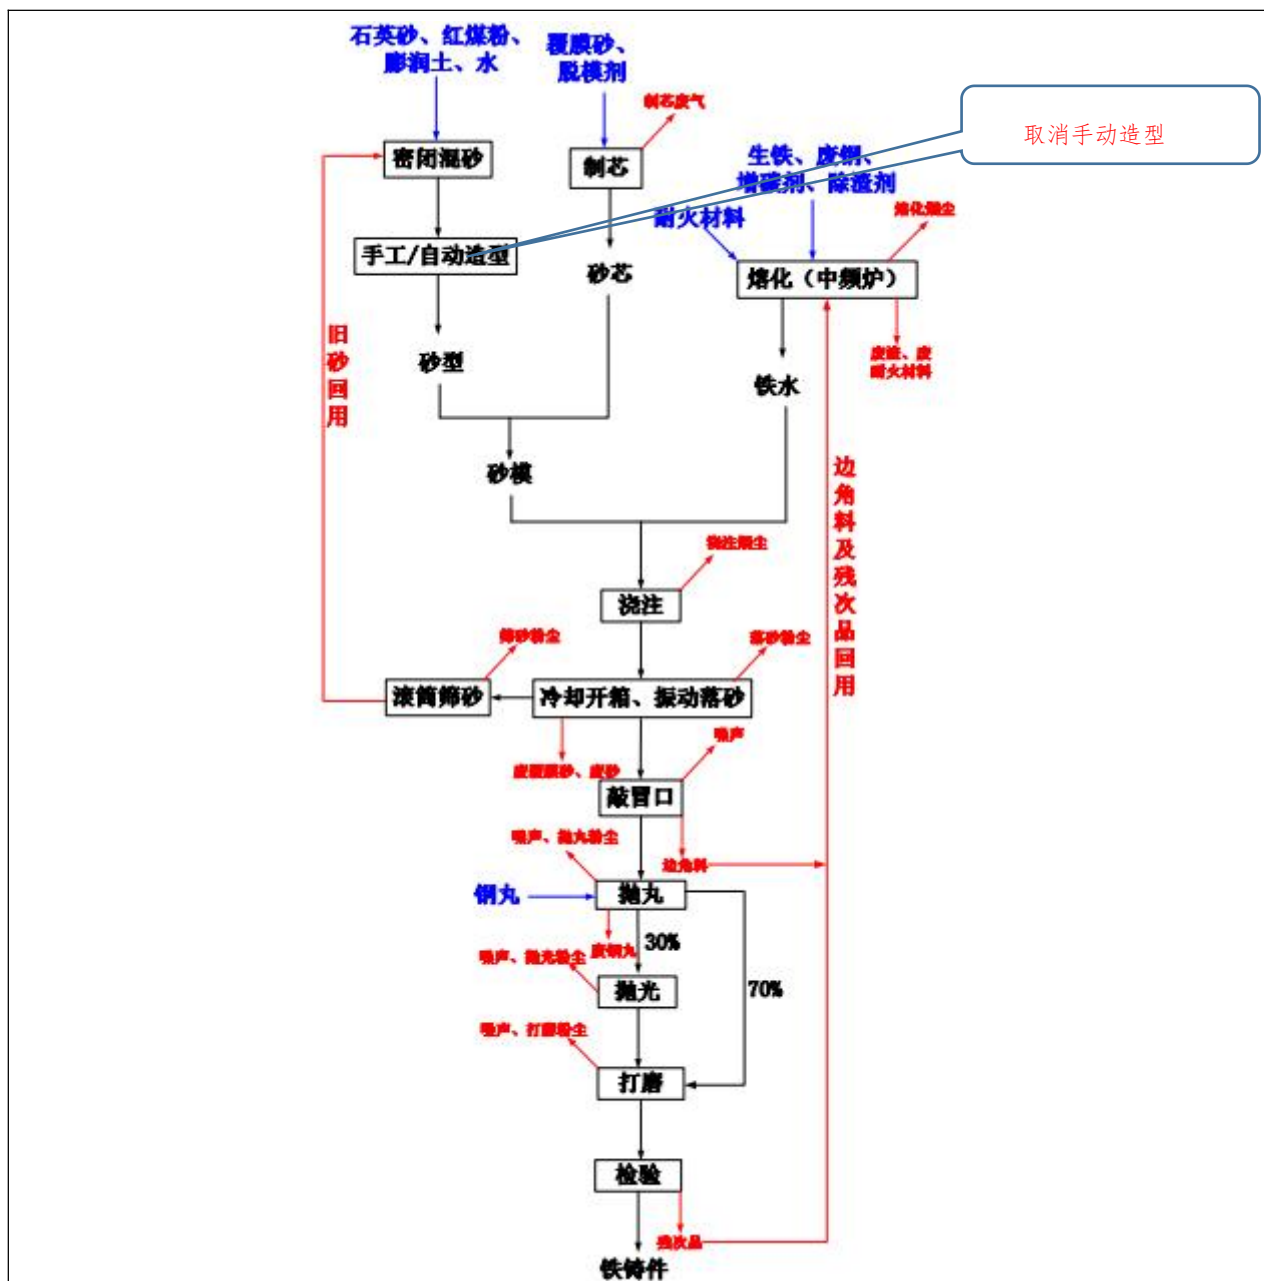 石英砂、红煤粉、
膨润土、水
覆膜砂、
脱模剂
制芯废气
取消手动造型
密闭混砂
制芯
生铁、废钢、
增碳剂、除渣剂
耐火材料
熔化烟尘
手工/自动造型
砂芯
熔化（中频炉）
旧砂回用
砂型
废渣、废
耐火材料
铁水
砂模
边角料及残次品回用
浇注烟尘
浇注
筛砂粉尘
落砂粉尘
滚筒筛砂
冷却开箱、振动落砂
噪声
废覆膜砂、废砂
敲冒口
噪声、抛丸粉尘
边角料
钢丸
抛丸
30%
废钢丸
噪声、抛光粉尘
70%
抛光
噪声、打磨粉尘
打磨
检验
残次品
铁铸件